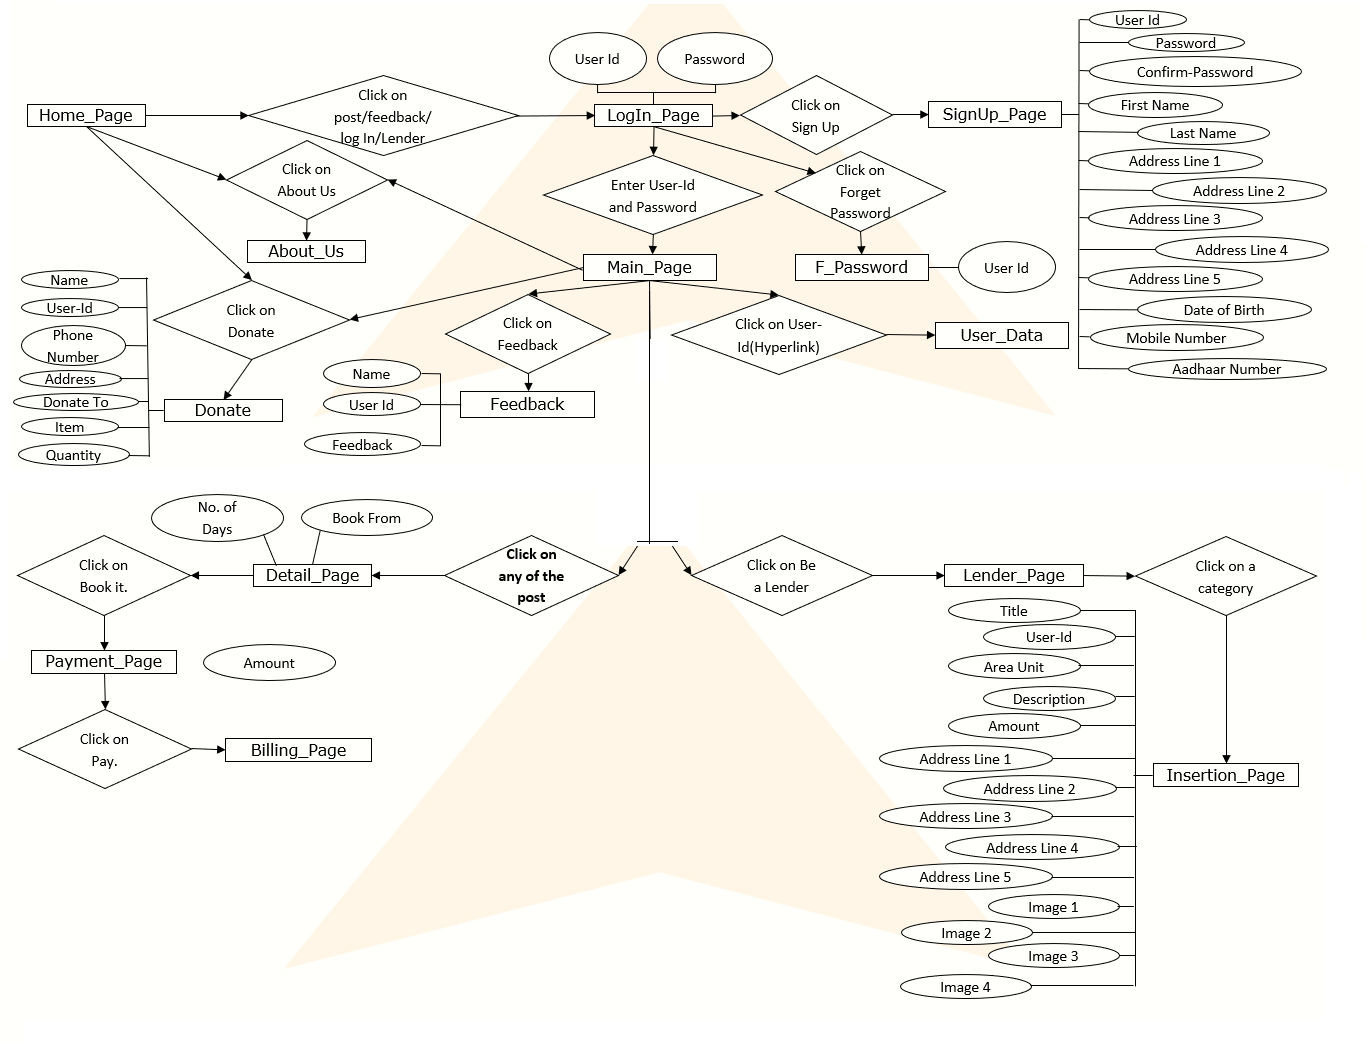 User Id
Password
Home_Page
Click on
post/feedback/
log In/Lender
LogIn_Page
Click on
Sign Up
SignUp_Page
User Id
Password
Confirm-Password
First Name
Last Name
Address Line 1
Address Line 2
Address Line 3
Address Line 4
Address Line 5
Date of Birth
Mobile Number
Aadhaar Number
Click on
About Us
About_Us
Enter User-Id
and Password
Click on
Forget
Password
Main_Page
F_Password
User Id
Click on
Donate
Name
User-Id
Phone
Number
Address
Donate To
Item
Quantity
Donate
Click on
Feedback
Name
User Id
Feedback
Feedback
Click on User-
Id(Hyperlink)
User_Data
No. of
Days
Book From
Click on
Book it.
Detail_Page
Click on
any of the
post
Click on Be
a Lender
Lender_Page
Click on a
category
Payment_Page
Amount
Click on
Pay.
Billing_Page
Title
User-Id
Area Unit
Description
Amount
Address Line 1
Address Line 2
Address Line 3
Address Line 4
Address Line 5
Image 1
Image 2
Image 3
Image 4
Insertion_Page